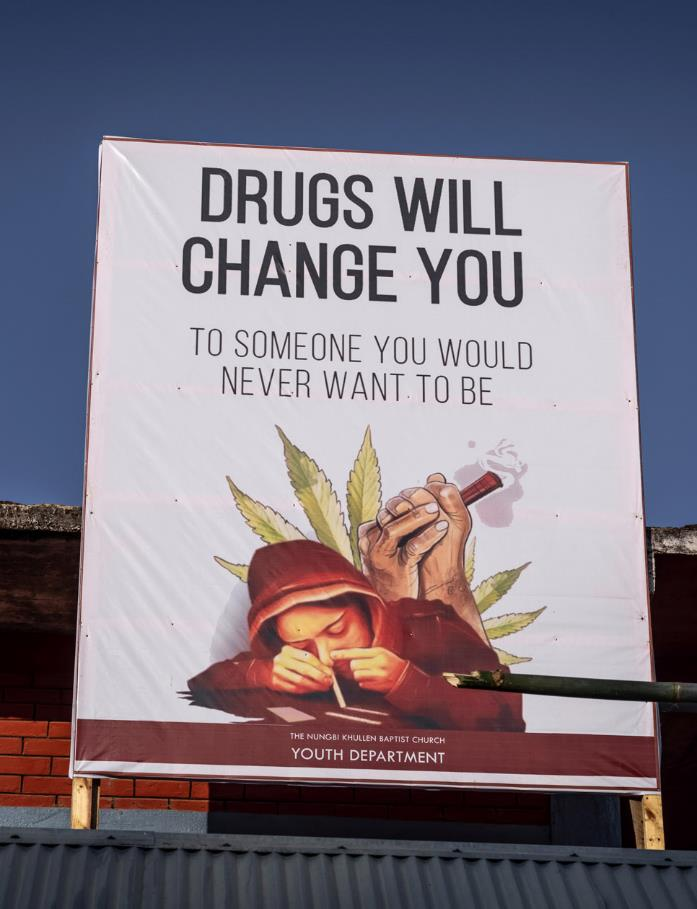 DRUGS WILL
CHANGE YOU
TO SOMEONE YOU WOULD
NEVER WANT TO BE
THE NUNGBI KHULLEN BAPTIST CHURCH
YOUTH DEPARTMENT